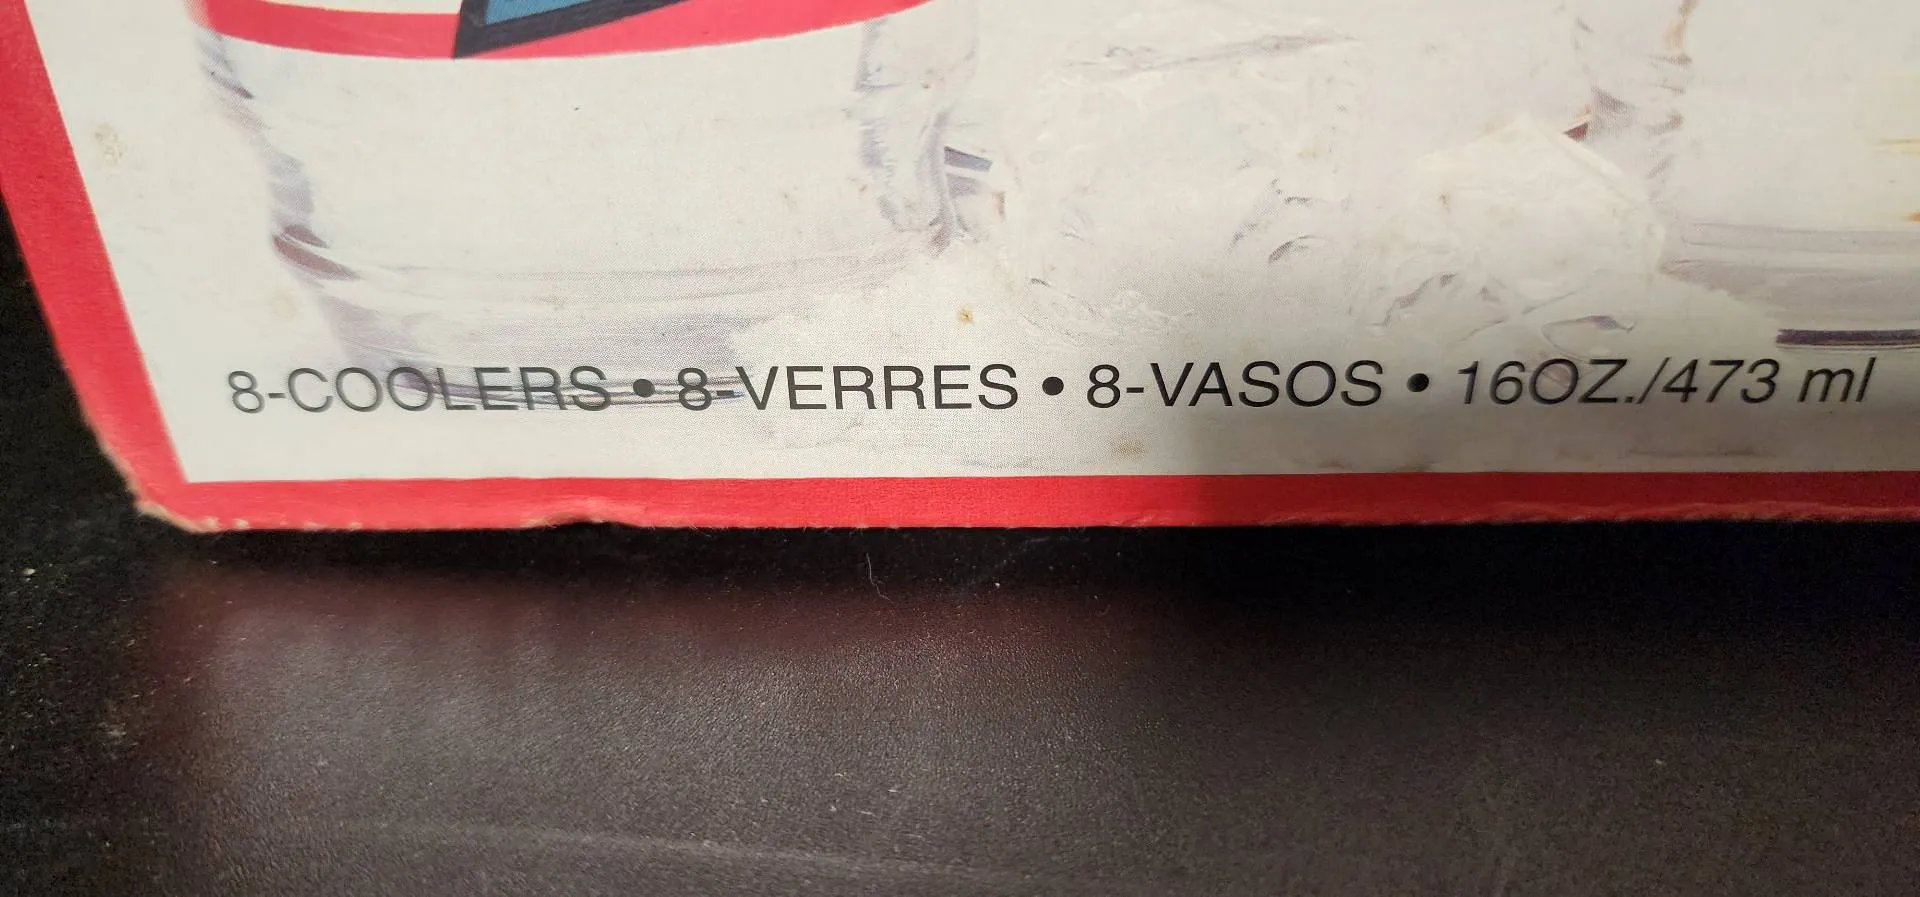 8-COOLERS • 8-VERRES • 8-VASOS • 16OZ./473 ml